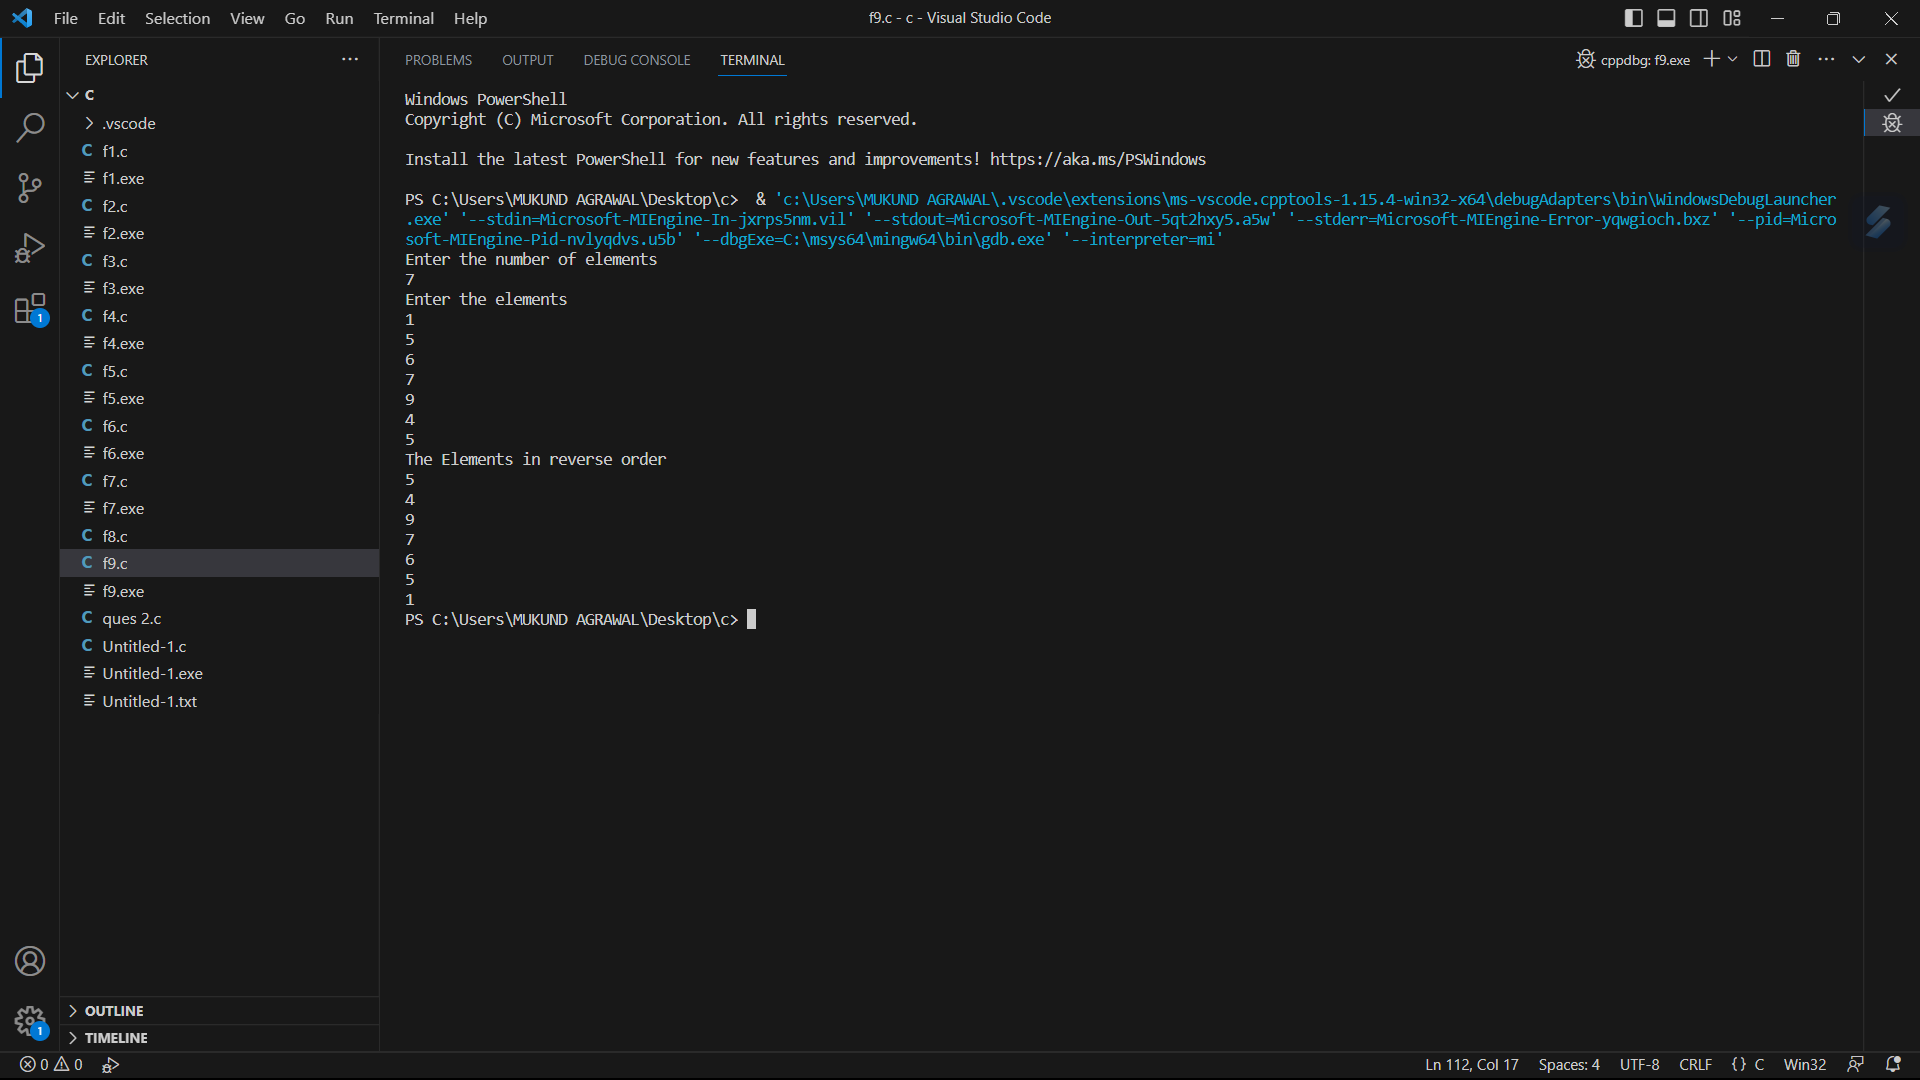 File Edit Selection View Go Run Terminal Help
f9.c - c - Visual Studio Code
EXPLORER
C
.vscode
C f1.c
f1.exe
C f2.c
f2.exe
C f3.c
f3.exe
C f4.c
f4.exe
C f5.c
f5.exe
C f6.c
f6.exe
C f7.c
f7.exe
C f8.c
C f9.c
f9.exe
C ques 2.c
C Untitled-1.c
Untitled-1.exe
Untitled-1.txt
OUTLINE
TIMELINE
1
1
PROBLEMS OUTPUT DEBUG CONSOLE TERMINAL
cppdbg: f9.exe
Windows PowerShell
Copyright (C) Microsoft Corporation. All rights reserved.
Install the latest PowerShell for new features and improvements! https://aka.ms/PSWindows
PS C:\Users\MUKUND AGRAWAL\Desktop\c>  & 'c:\Users\MUKUND AGRAWAL\.vscode\extensions\ms-vscode.cpptools-1.15.4-win32-x64\debugAdapters\bin\WindowsDebugLauncher
.exe' '--stdin=Microsoft-MIEngine-In-jxrps5nm.vil' '--stdout=Microsoft-MIEngine-Out-5qt2hxy5.a5w' '--stderr=Microsoft-MIEngine-Error-yqwgioch.bxz' '--pid=Micro
soft-MIEngine-Pid-nvlyqdvs.u5b' '--dbgExe=C:\msys64\mingw64\bin\gdb.exe' '--interpreter=mi'
Enter the number of elements
7
Enter the elements
1
5
6
7
9
4
5
The Elements in reverse order
5
4
9
7
6
5
1
PS C:\Users\MUKUND AGRAWAL\Desktop\c>
0 0
Ln 112, Col 17 Spaces: 4 UTF-8 CRLF {} C Win32